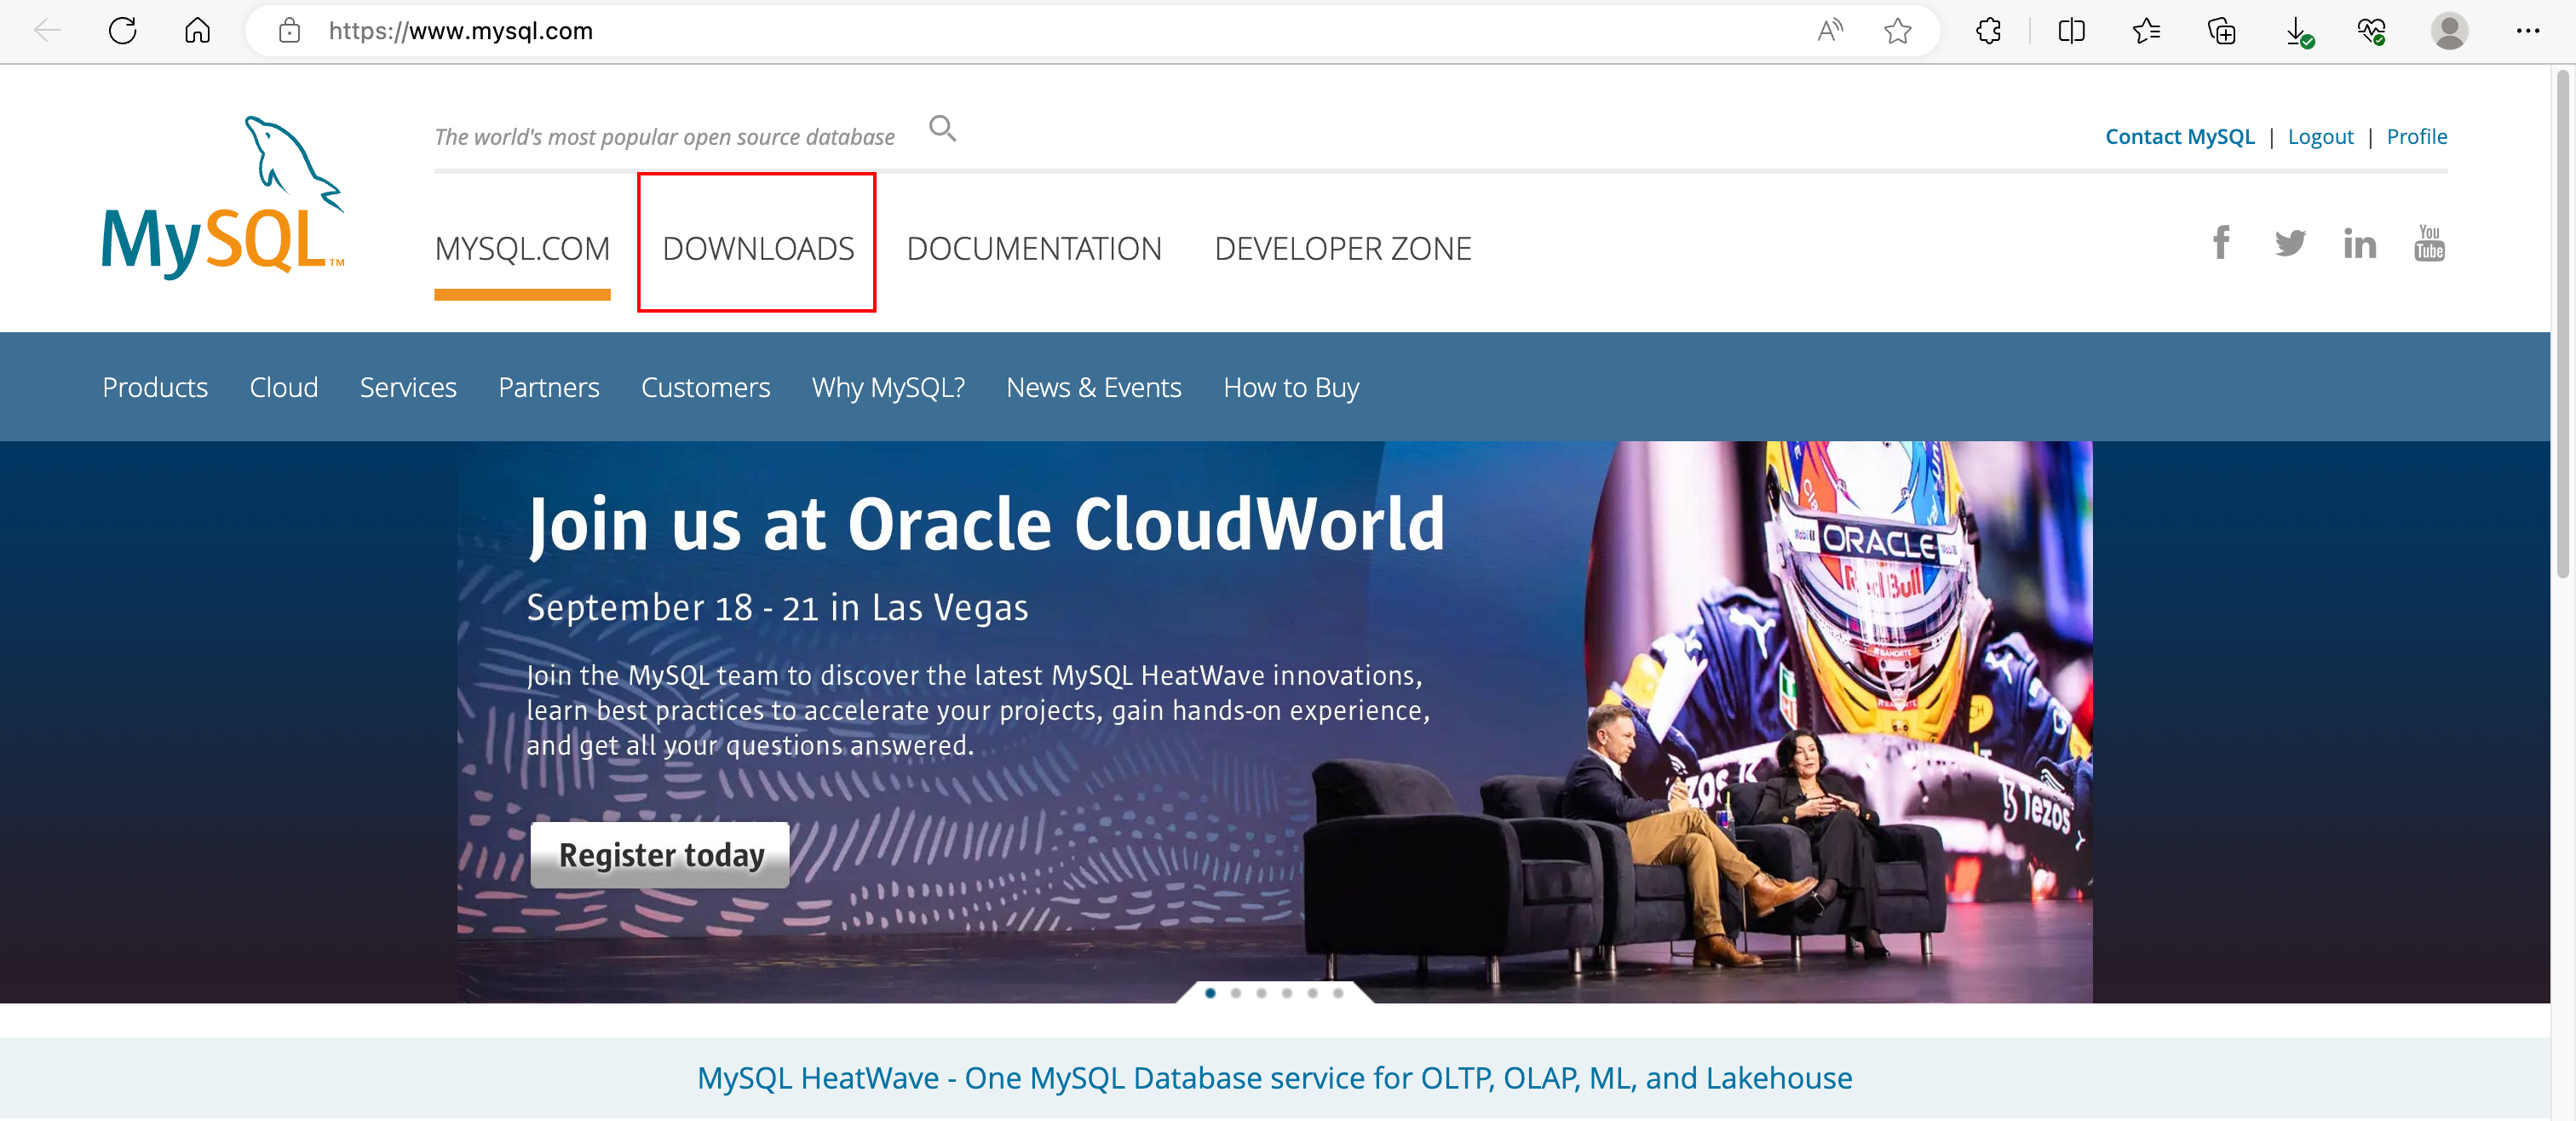 https://www.mysql.com
The world's most popular open source database
Contact MySQL | Logout | Profile
MySQL™
MYSQL.COM DOWNLOADS DOCUMENTATION DEVELOPER ZONE
You
Tube
Products Cloud Services Partners Customers Why MySQL? News & Events How to Buy
Join us at Oracle CloudWorld
September 18 - 21 in Las Vegas
Join the MySQL team to discover the latest MySQL HeatWave innovations,
learn best practices to accelerate your projects, gain hands-on experience,
and get all your questions answered.
Register today
ORACLE
Red Bull
Tezos
MySQL HeatWave - One MySQL Database service for OLTP, OLAP, ML, and Lakehouse